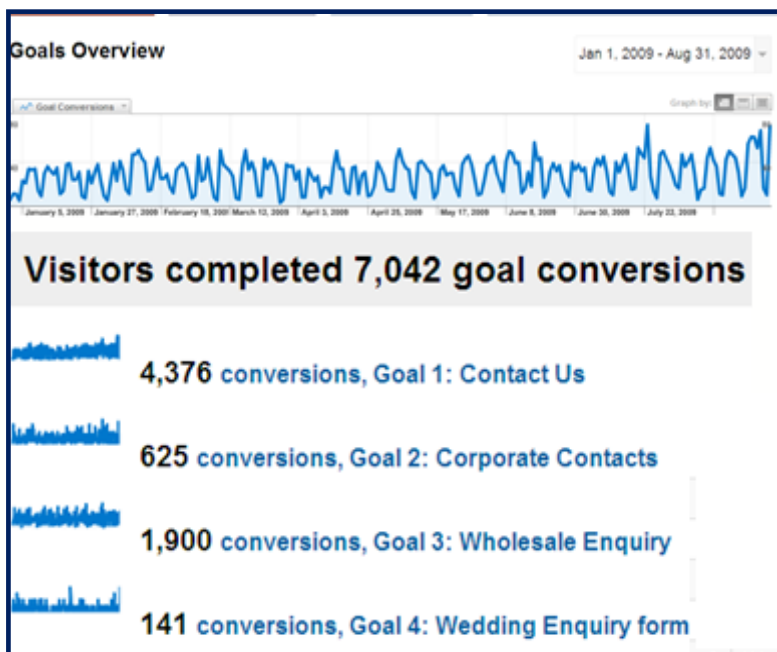 Goals Overview
Jan 1, 2009 - Aug 31, 2009
Goal Conversions
Graph by:
January 5, 2009 January 27, 2009 February 18, 2009 March 12, 2009 April 3, 2009 April 25, 2009 May 17, 2009 June 8, 2009 June 30, 2009 July 22, 2009
Visitors completed 7,042 goal conversions
4,376 conversions, Goal 1: Contact Us
625 conversions, Goal 2: Corporate Contacts
1,900 conversions, Goal 3: Wholesale Enquiry
141 conversions, Goal 4: Wedding Enquiry form